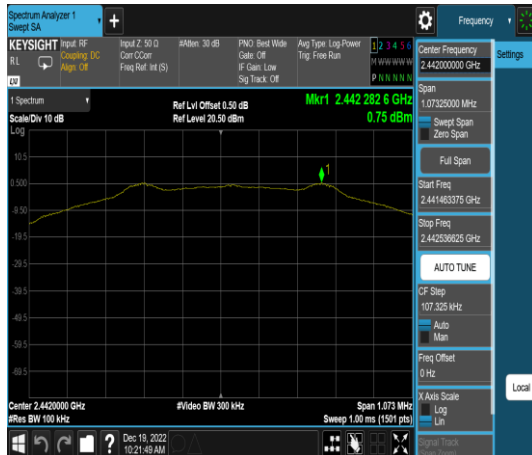 Spectrum Analyzer 1
Swept SA
+
Frequency
KEYSIGHT
RL
LXI
Input: RF
Coupling: DC
Align: Off
Input Z: 50 Ω
Corr CCorr
Freq Ref: Int (S)
#Atten: 30 dB
PNO: Best Wide
Gate: Off
IF Gain: Low
Sig Track: Off
Avg Type: Log-Power
Trig: Free Run
1 2 3 4 5 6
M W W W W W
P N N N N N
1 Spectrum
Scale/Div 10 dB
Ref Lvl Offset 0.50 dB
Ref Level 20.50 dBm
Mkr1 2.442 282 6 GHz
0.75 dBm
Log
1
10.5
0.500
-9.50
-19.5
-29.5
-39.5
-49.5
-59.5
-69.5
Center 2.4420000 GHz
#Res BW 100 kHz
#Video BW 300 kHz
Span 1.073 MHz
Sweep 1.00 ms (1501 pts)
Dec 19, 2022
10:21:49 AM
?
Center Frequency
2.442000000 GHz
Span
1.07325000 MHz
Swept Span
Zero Span
Full Span
Start Freq
2.441463375 GHz
Stop Freq
2.442536625 GHz
AUTO TUNE
CF Step
107.325 kHz
Auto
Man
Freq Offset
0 Hz
X Axis Scale
Log
Lin
Signal Track
Settings
Local